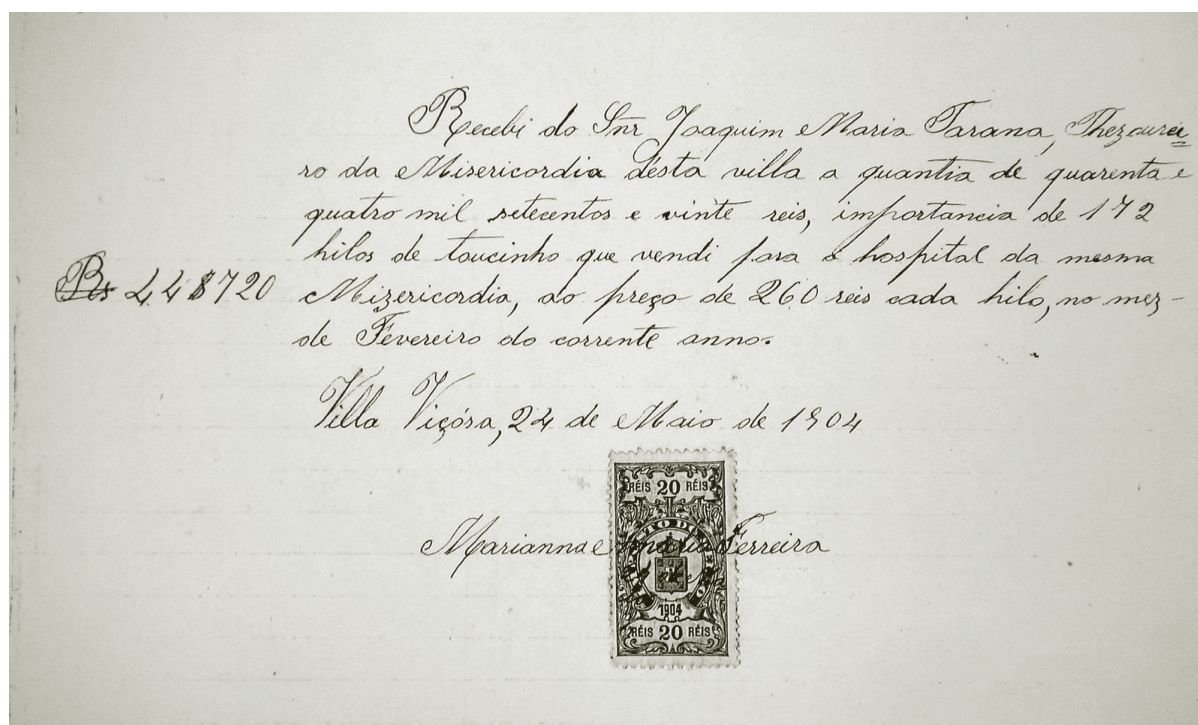 Recebi do Snr Joaquim Maria Tarana, Thezourei=
ro da Misericordia désta villa a quantia de quarenta e
quatro mil setecentos e vinte reis, importancia de 172
kilos de toucinho que vendi para o hospital da mesma
Rs 44$720 Mizericordia, ao preço de 260 reis cada kilo, no mez-
de Fevereiro do corrente anno.
Villa Viçósa, 24 de Maio de 1904
RÉIS 20 RÉIS
Marianna Ferreira
1904
RÉIS 20 RÉIS